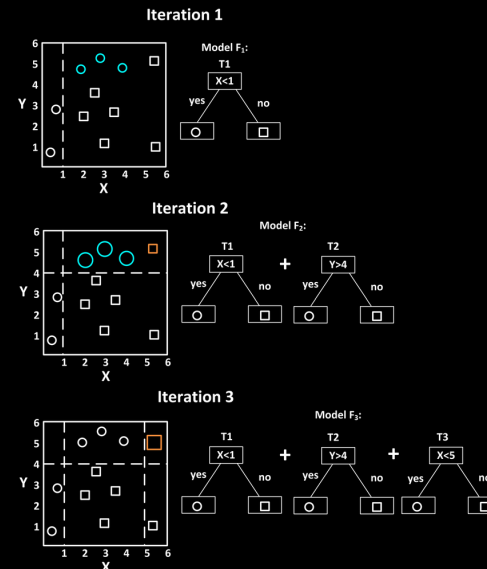 Iteration 1
Model F₁:
T1
X<1
yes
no
6
5
4
Y 3
2
1
1 2 3 4 5 6
X
Iteration 2
Model F₂:
T1
T2
X<1
+
Y>4
yes
no
yes
no
6
5
4
Y 3
2
1
1 2 3 4 5 6
X
Iteration 3
Model F₃:
T1
T2
T3
X<1
+
Y>4
+
X<5
yes
no
yes
no
yes
no
6
5
4
Y 3
2
1
1 2 3 4 5 6
X